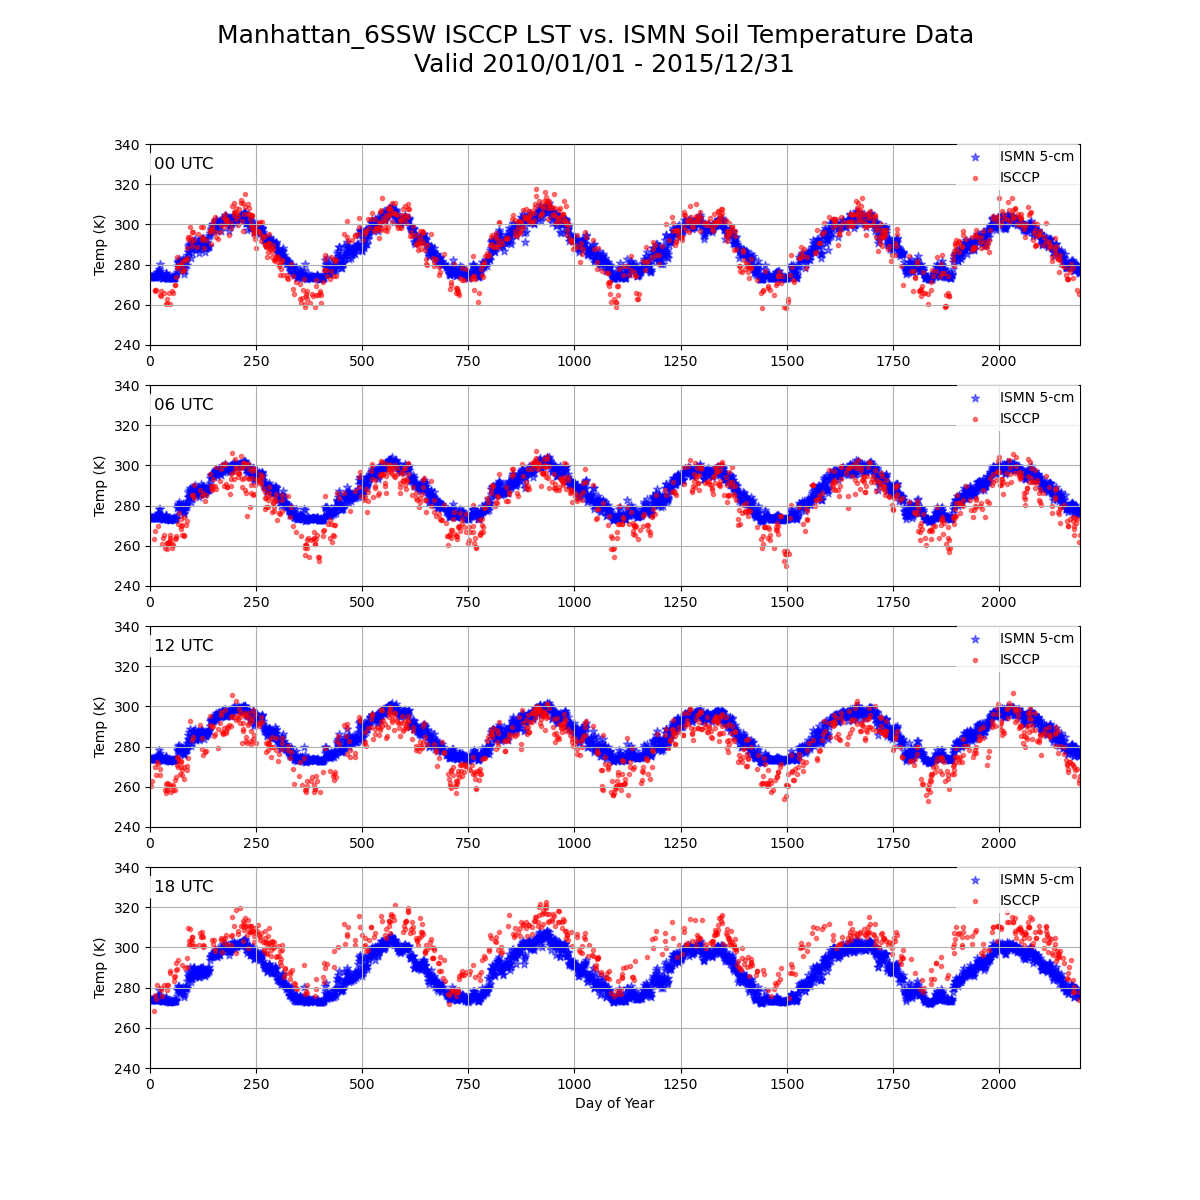 Manhattan_6SSW ISCCP LST vs. ISMN Soil Temperature Data
Valid 2010/01/01 - 2015/12/31
340
320
300
280
260
240
Temp (K)
00 UTC
ISMN 5-cm
ISCCP
0 250 500 750 1000 1250 1500 1750 2000
340
320
300
280
260
240
Temp (K)
06 UTC
ISMN 5-cm
ISCCP
0 250 500 750 1000 1250 1500 1750 2000
340
320
300
280
260
240
Temp (K)
12 UTC
ISMN 5-cm
ISCCP
0 250 500 750 1000 1250 1500 1750 2000
340
320
300
280
260
240
Temp (K)
18 UTC
ISMN 5-cm
ISCCP
0 250 500 750 1000 1250 1500 1750 2000
Day of Year